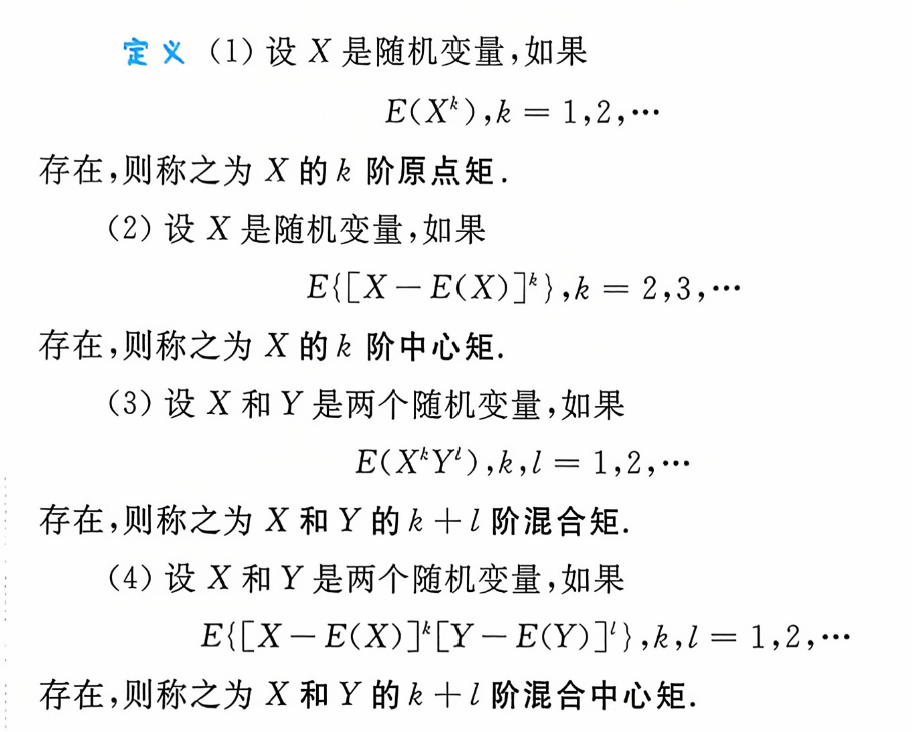 定义 (1) 设 X 是随机变量,如果
E(Xᵏ),k = 1,2,⋯
存在,则称之为 X 的 k 阶原点矩.
(2) 设 X 是随机变量,如果
E{[X－E(X)]ᵏ},k = 2,3,⋯
存在,则称之为 X 的 k 阶中心矩.
(3) 设 X 和 Y 是两个随机变量,如果
E(XᵏYˡ),k,l = 1,2,⋯
存在,则称之为 X 和 Y 的 k＋l 阶混合矩.
(4) 设 X 和 Y 是两个随机变量,如果
E{[X－E(X)]ᵏ[Y－E(Y)]ˡ},k,l = 1,2,⋯
存在,则称之为 X 和 Y 的 k＋l 阶混合中心矩.